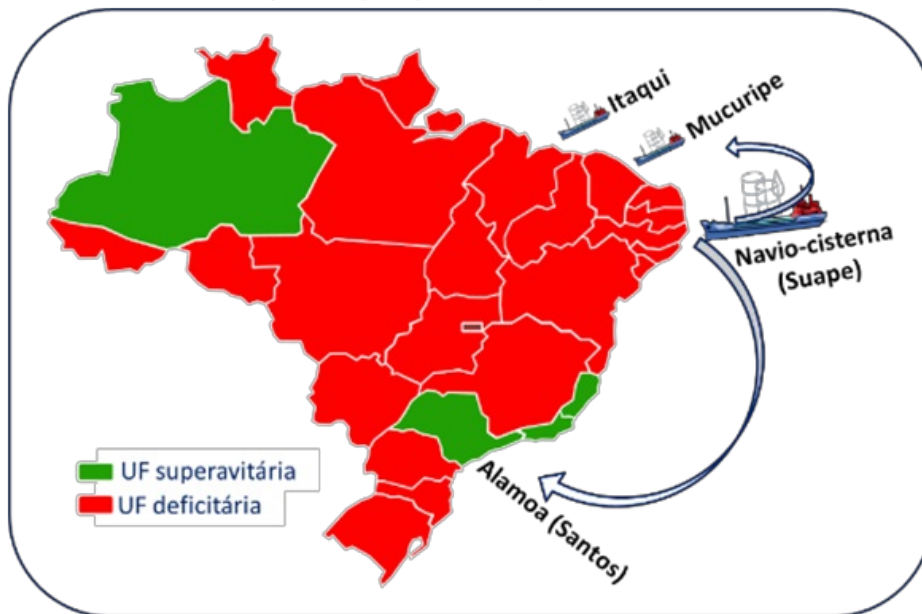 Itaqui
Mucuripe
Navio-cisterna
(Suape)
Alamoa (Santos)
UF superavitária
UF deficitária